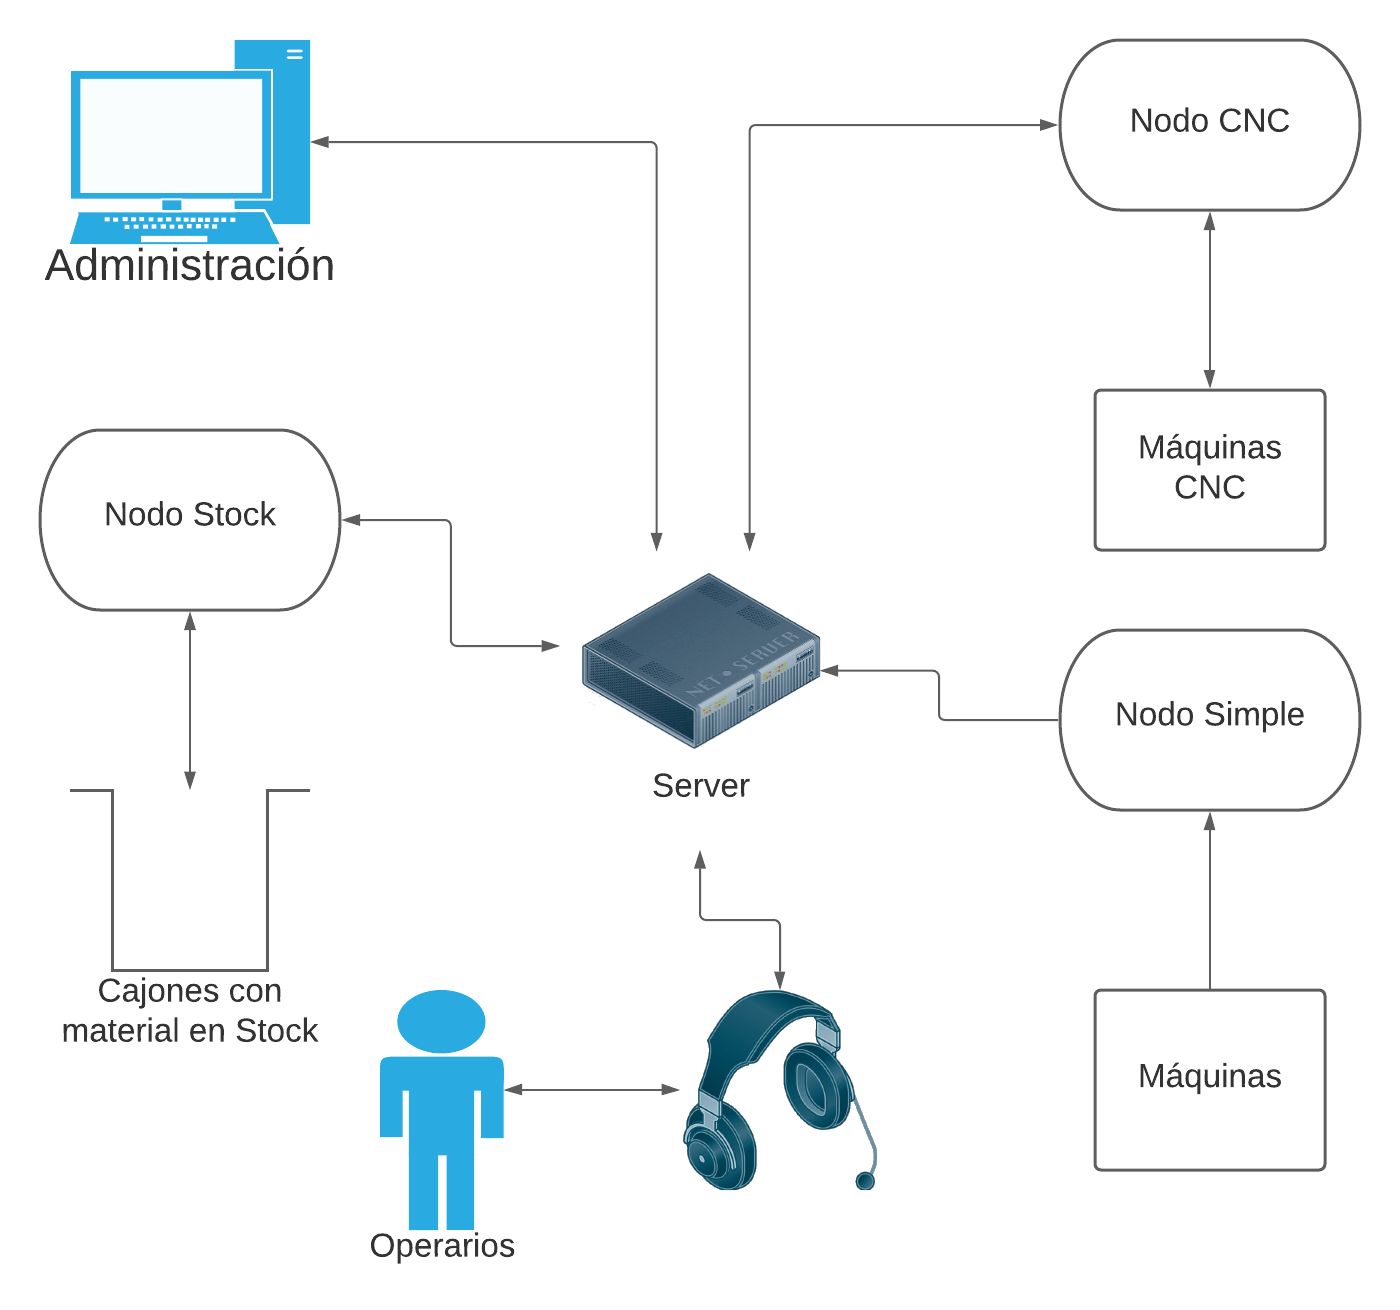 Nodo CNC
Administración
Máquinas
CNC
Nodo Stock
NET SERVER
Server
Nodo Simple
Cajones con
material en Stock
Máquinas
Operarios